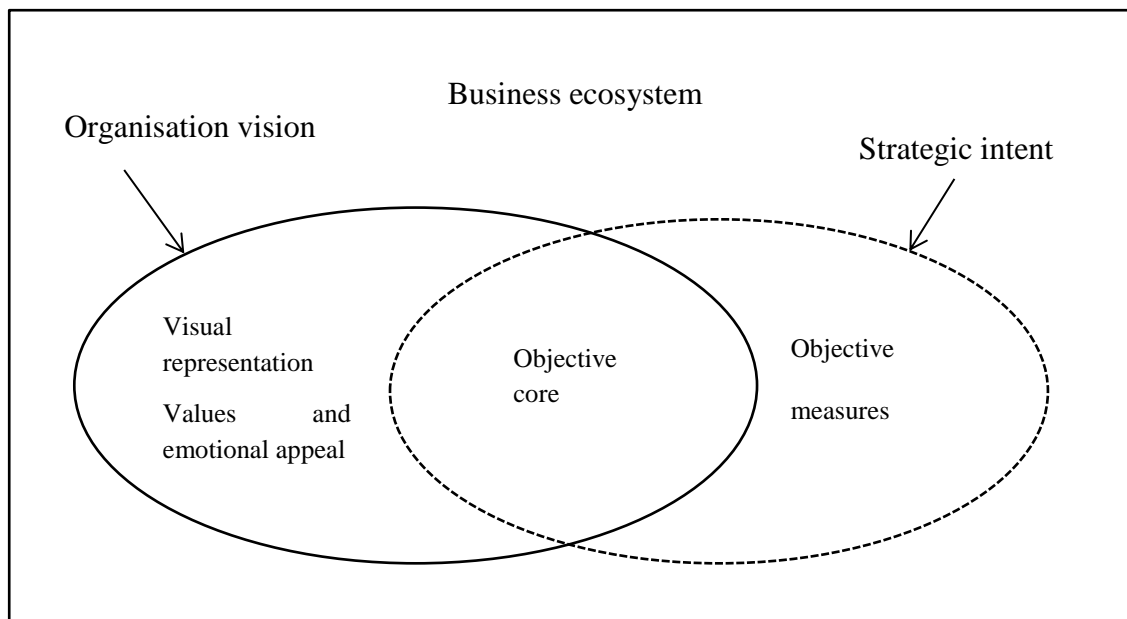 Business ecosystem
Organisation vision
Strategic intent
Visual
representation
Values and
emotional appeal
Objective
core
Objective
measures